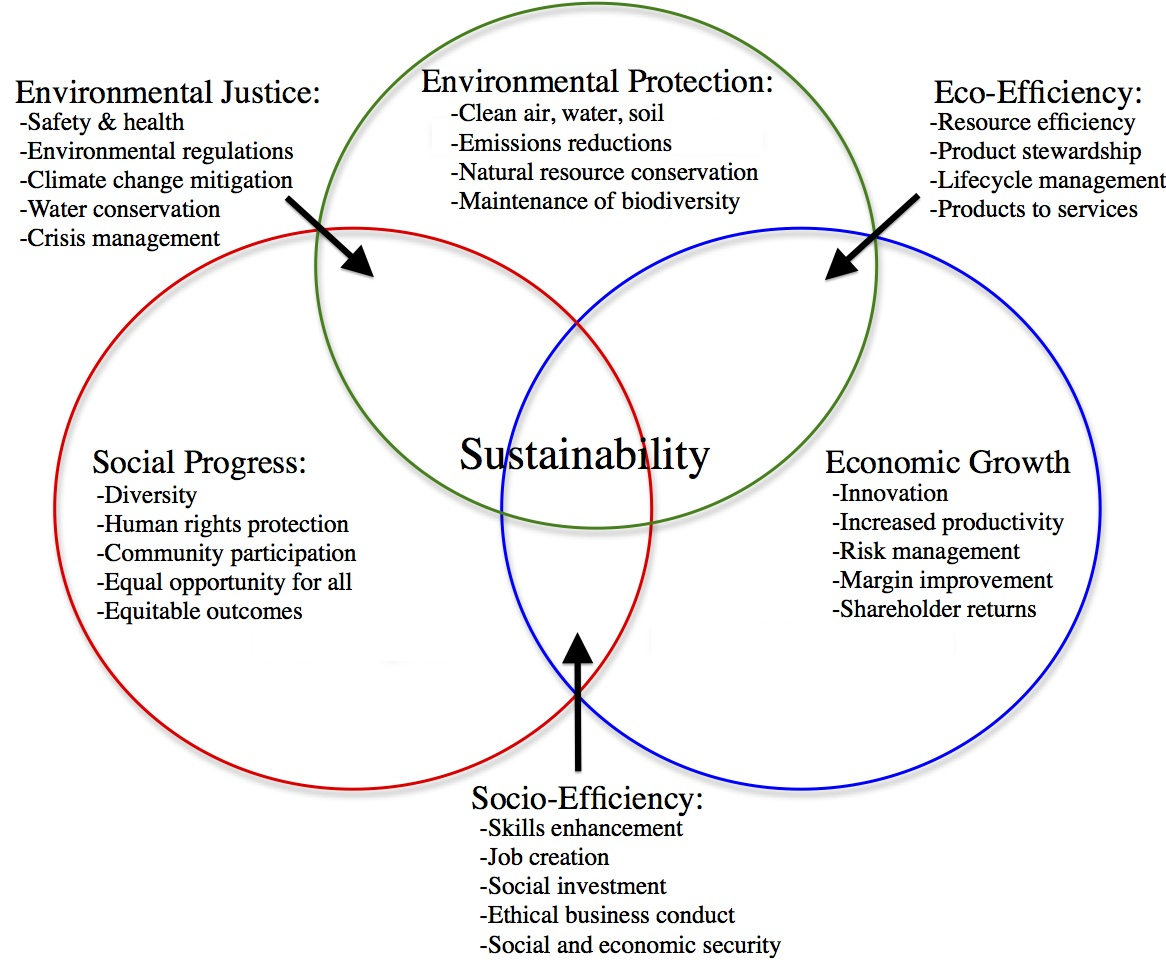 Environmental Justice:
-Safety & health
-Environmental regulations
-Climate change mitigation
-Water conservation
-Crisis management
Environmental Protection:
-Clean air, water, soil
-Emissions reductions
-Natural resource conservation
-Maintenance of biodiversity
Eco-Efficiency:
-Resource efficiency
-Product stewardship
-Lifecycle management
-Products to services
Social Progress:
-Diversity
-Human rights protection
-Community participation
-Equal opportunity for all
-Equitable outcomes
Sustainability
Economic Growth
-Innovation
-Increased productivity
-Risk management
-Margin improvement
-Shareholder returns
Socio-Efficiency:
-Skills enhancement
-Job creation
-Social investment
-Ethical business conduct
-Social and economic security